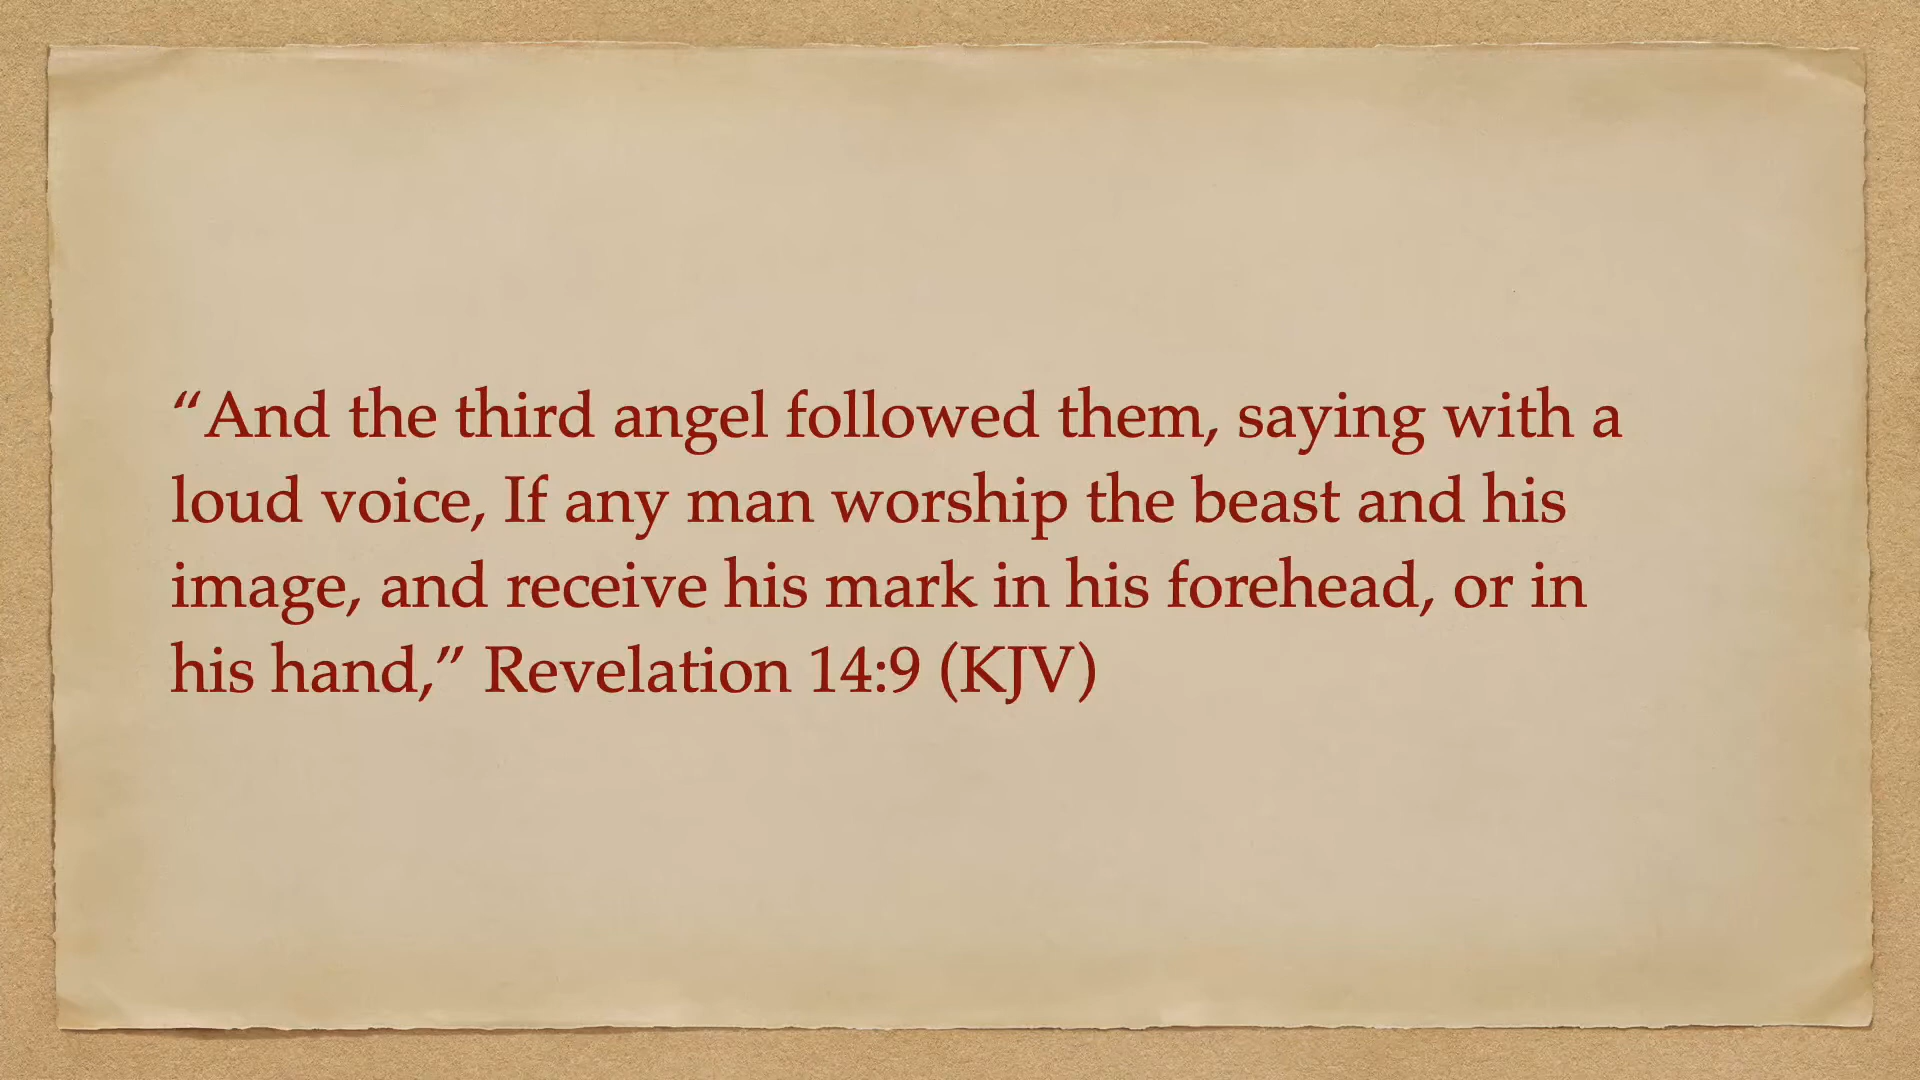 “And the third angel followed them, saying with a
loud voice, If any man worship the beast and his
image, and receive his mark in his forehead, or in
his hand,” Revelation 14:9 (KJV)